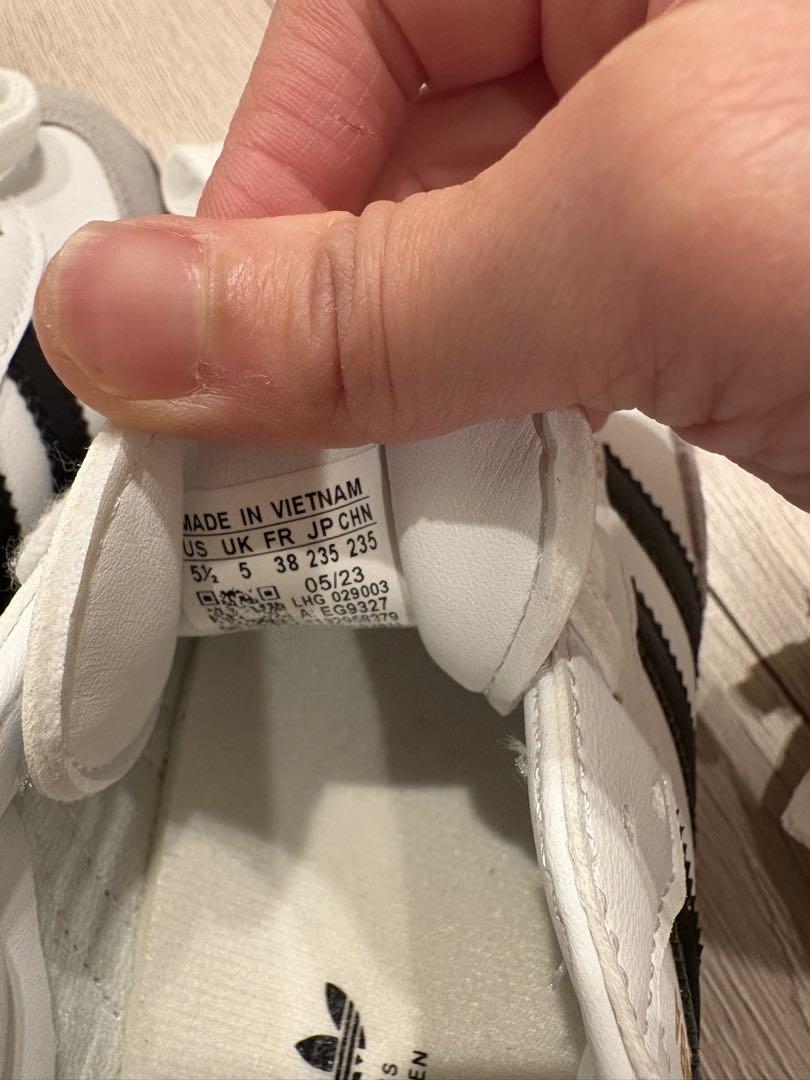 MADE IN VIETNAM
US UK FR JP CHN
5½ 5 38 235 235
05/23
LHG 029003
A: EG9327